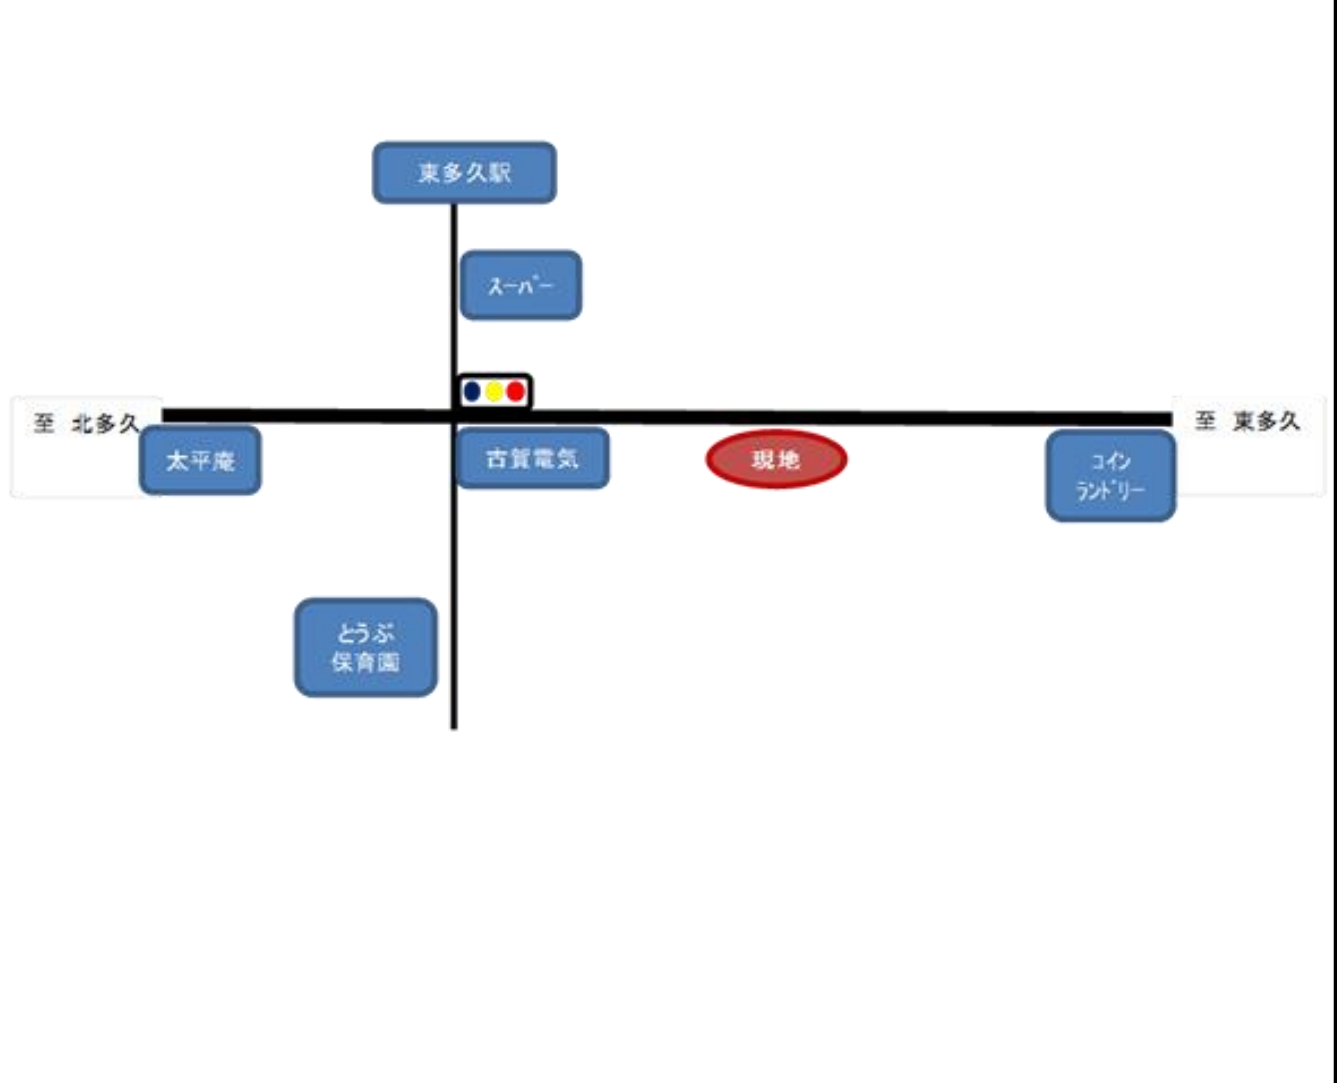 東多久駅
ｽｰﾊﾟｰ
至 北多久
至 東多久
太平庵
古賀電気
現地
ｺｲﾝ
ﾗﾝﾄﾞﾘｰ
とうぶ
保育園